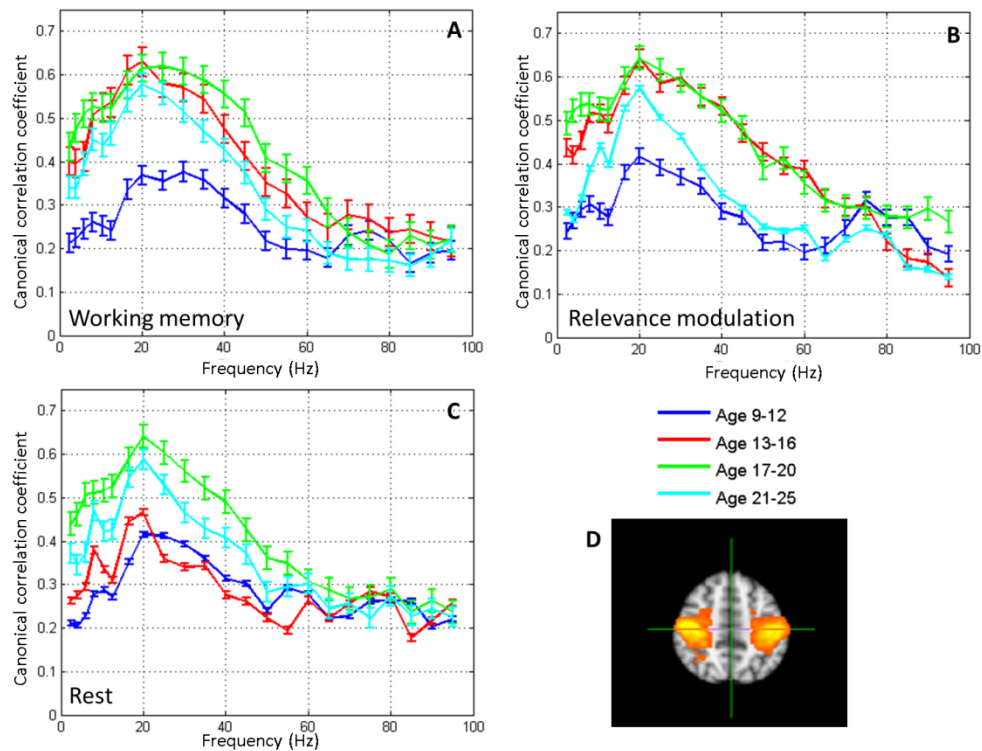 A
Canonical correlation coefficient
0.7
0.6
0.5
0.4
0.3
0.2
0.1
0
Working memory
0 20 40 60 80 100
Frequency (Hz)
B
Canonical correlation coefficient
0.7
0.6
0.5
0.4
0.3
0.2
0.1
0
Relevance modulation
0 20 40 60 80 100
Frequency (Hz)
C
Canonical correlation coefficient
0.7
0.6
0.5
0.4
0.3
0.2
0.1
0
Rest
0 20 40 60 80 100
Frequency (Hz)
Age 9-12
Age 13-16
Age 17-20
Age 21-25
D